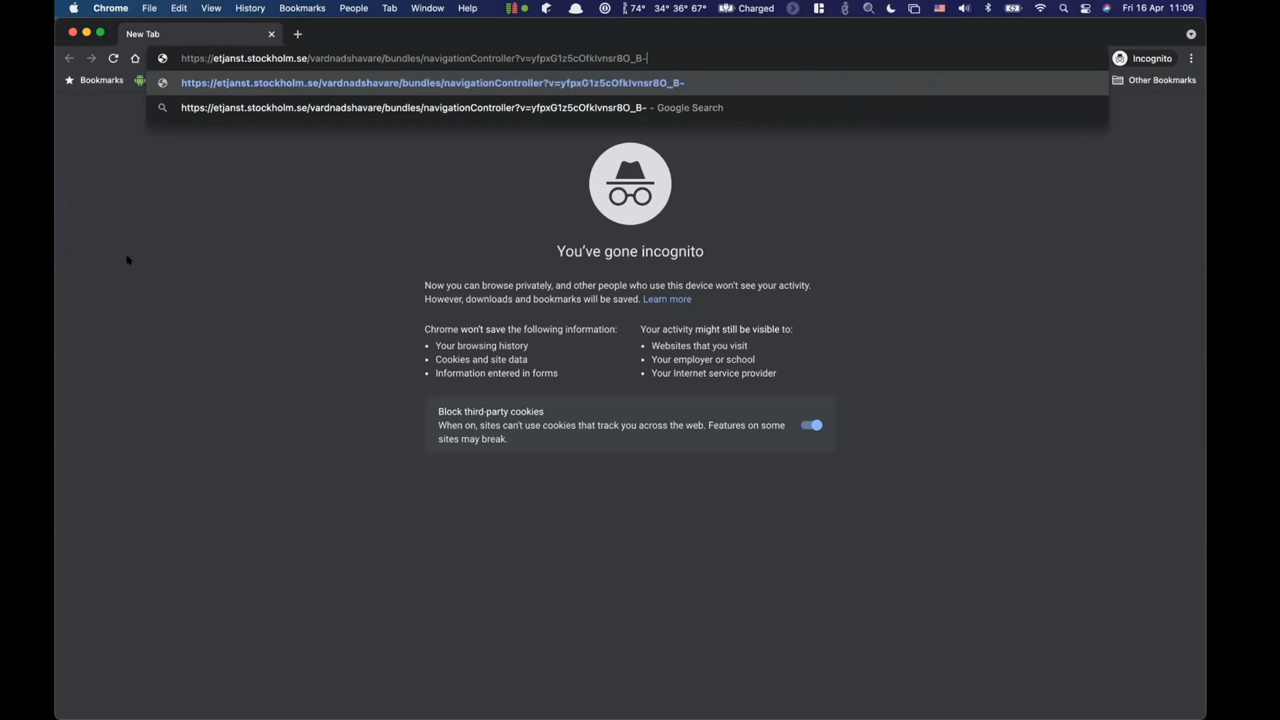 Chrome File Edit View History Bookmarks People Tab Window Help 74° 34° 36° 67° Charged Fri 16 Apr 11:09
New Tab
https://etjanst.stockholm.se/vardnadshavare/bundles/navigationController?v=yfpxG1z5cOfkIvnsr8O_B- Incognito
Bookmarks Other Bookmarks
https://etjanst.stockholm.se/vardnadshavare/bundles/navigationController?v=yfpxG1z5cOfkIvnsr8O_B-
https://etjanst.stockholm.se/vardnadshavare/bundles/navigationController?v=yfpxG1z5cOfkIvnsr8O_B- - Google Search
You've gone incognito
Now you can browse privately, and other people who use this device won't see your activity.
However, downloads and bookmarks will be saved. Learn more
Chrome won't save the following information:
• Your browsing history
• Cookies and site data
• Information entered in forms
Your activity might still be visible to:
• Websites that you visit
• Your employer or school
• Your Internet service provider
Block third-party cookies
When on, sites can't use cookies that track you across the web. Features on some
sites may break.